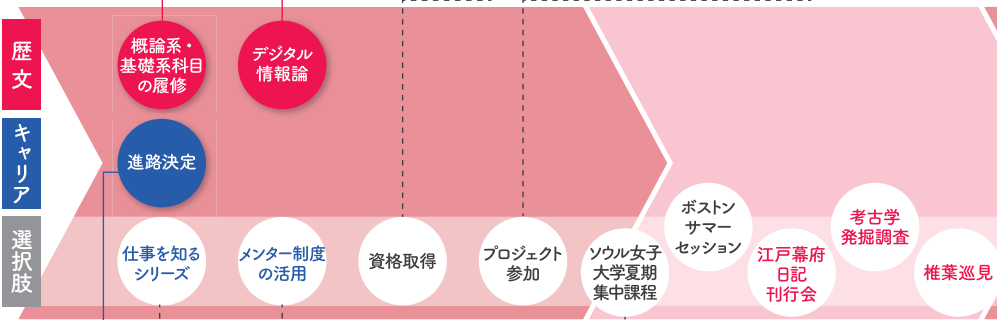 歴文
概論系・
基礎系科目
の履修
デジタル
情報論
キャリア
進路決定
選択肢
仕事を知る
シリーズ
メンター制度
の活用
資格取得
プロジェクト
参加
ソウル女子
大学夏期
集中課程
ボストン
サマー
セッション
江戸幕府
日記
刊行会
考古学
発掘調査
椎葉巡見